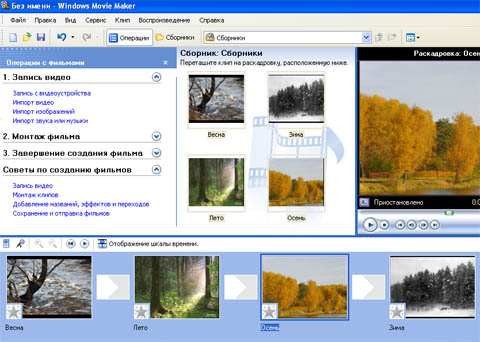 Без имени - Windows Movie Maker
Файл Правка Вид Сервис Клип Воспроизведение Справка
Операции Сборники Сборники
Операции с фильмами
1. Запись видео
Запись с видеоустройства
Импорт видео
Импорт изображений
Импорт звука или музыки
2. Монтаж фильма
3. Завершение создания фильма
Советы по созданию фильмов
Запись видео
Монтаж клипов
Добавление названий, эффектов и переходов
Сохранение и отправка фильмов
Сборник: Сборники
Перетащите клип на раскадровку, расположенную ниже.
Весна Зима
Лето Осень
Раскадровка: Осен
Приостановлено
Отображение шкалы времени.
Весна Лето Осень Зима